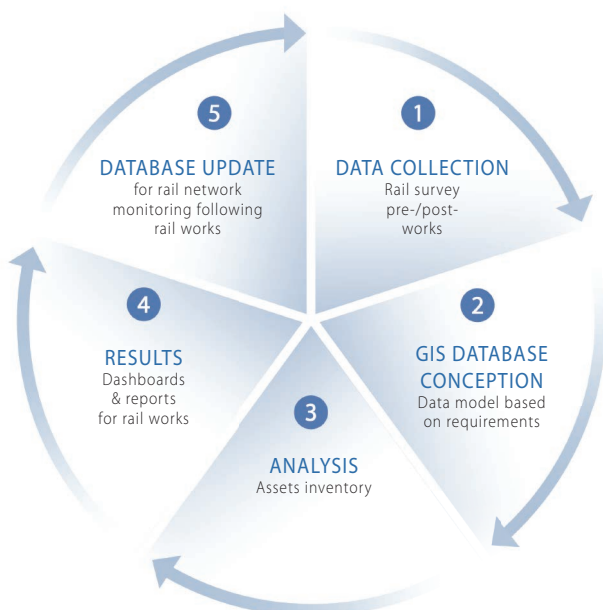 1
DATA COLLECTION
Rail survey
pre-/post-
works
2
GIS DATABASE
CONCEPTION
Data model based
on requirements
3
ANALYSIS
Assets inventory
4
RESULTS
Dashboards
& reports
for rail works
5
DATABASE UPDATE
for rail network
monitoring following
rail works